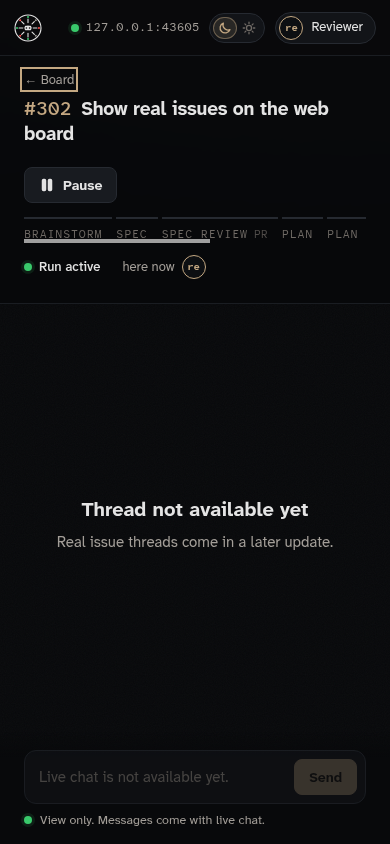 127.0.0.1:43605
re
Reviewer
← Board
#302 Show real issues on the web
board
Pause
BRAINSTORM SPEC SPEC REVIEW PR PLAN PLAN
Run active here now re
Thread not available yet
Real issue threads come in a later update.
Live chat is not available yet.
Send
View only. Messages come with live chat.